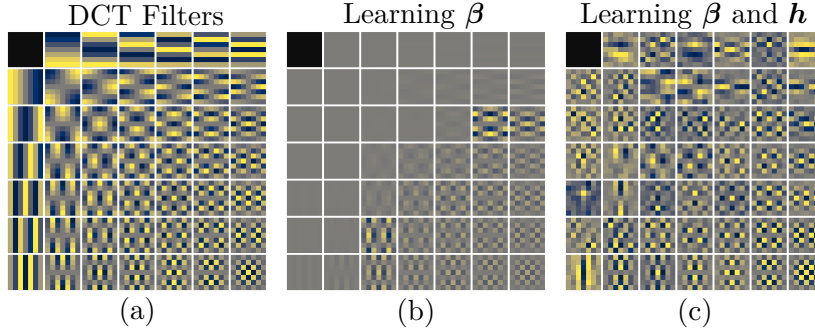 DCT Filters
Learning β
Learning β and h
(a)
(b)
(c)